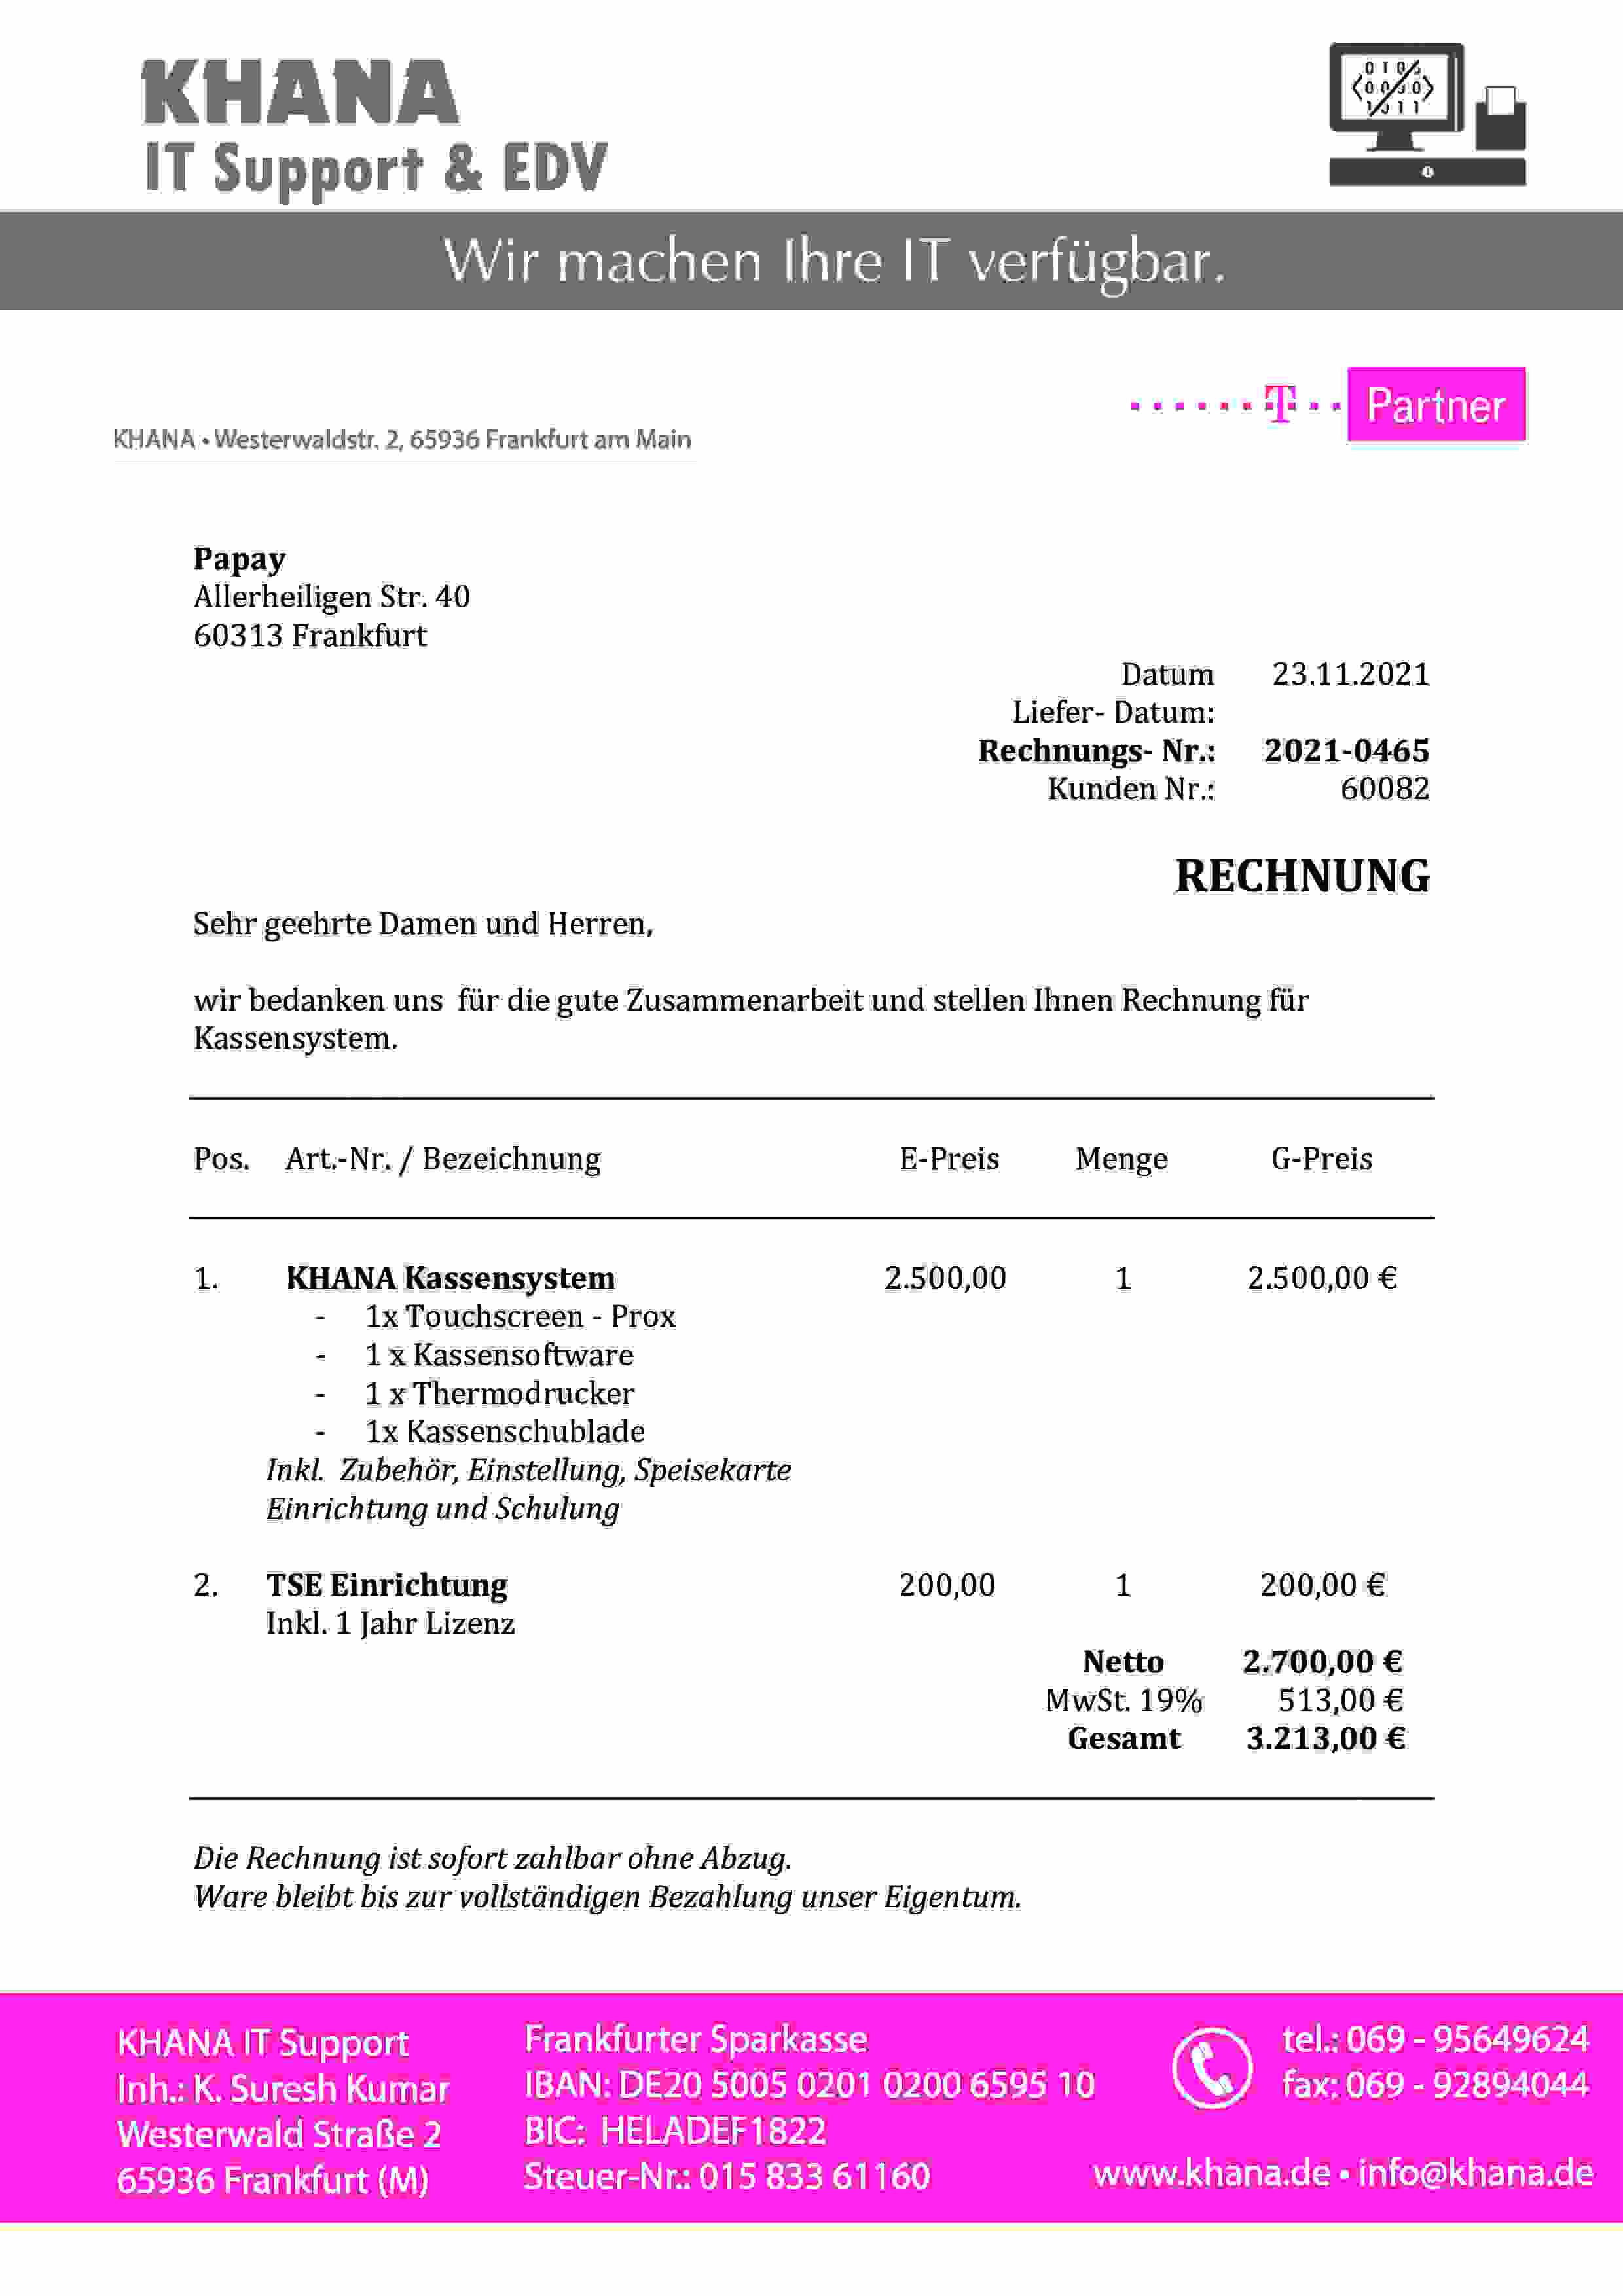 KHANA
IT Support & EDV
Wir machen Ihre IT verfügbar.
T Partner
KHANA • Westerwaldstr. 2, 65936 Frankfurt am Main
Papay
Allerheiligen Str. 40
60313 Frankfurt
Datum 23.11.2021
Liefer- Datum:
Rechnungs- Nr.: 2021-0465
Kunden Nr.: 60082
RECHNUNG
Sehr geehrte Damen und Herren,
wir bedanken uns für die gute Zusammenarbeit und stellen Ihnen Rechnung für
Kassensystem.
Pos. Art.-Nr. / Bezeichnung E-Preis Menge G-Preis
1. KHANA Kassensystem 2.500,00 1 2.500,00 €
- 1x Touchscreen - Prox
- 1 x Kassensoftware
- 1 x Thermodrucker
- 1x Kassenschublade
Inkl. Zubehör, Einstellung, Speisekarte
Einrichtung und Schulung
2. TSE Einrichtung 200,00 1 200,00 €
Inkl. 1 Jahr Lizenz
Netto 2.700,00 €
MwSt. 19% 513,00 €
Gesamt 3.213,00 €
Die Rechnung ist sofort zahlbar ohne Abzug.
Ware bleibt bis zur vollständigen Bezahlung unser Eigentum.
KHANA IT Support
Inh.: K. Suresh Kumar
Westerwald Straße 2
65936 Frankfurt (M)
Frankfurter Sparkasse
IBAN: DE20 5005 0201 0200 6595 10
BIC: HELADEF1822
Steuer-Nr.: 015 833 61160
tel.: 069 - 95649624
fax: 069 - 92894044
www.khana.de • info@khana.de